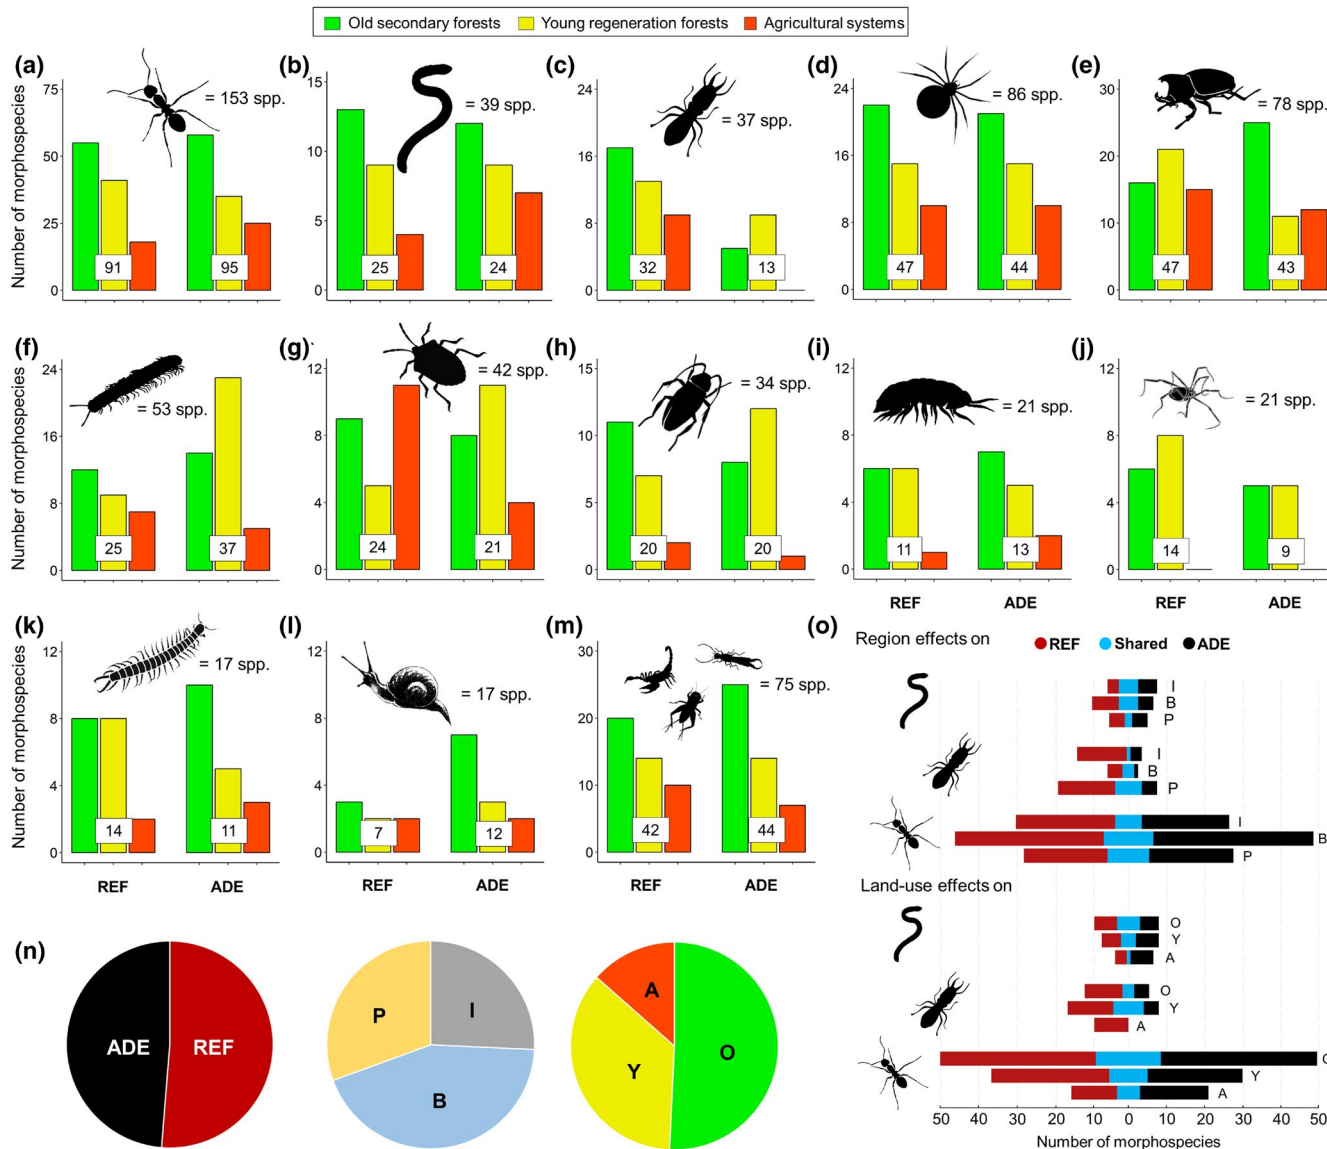 Old secondary forests Young regeneration forests Agricultural systems
(a) (b) (c) (d) (e)
Number of morphospecies
75
50
25
0
= 153 spp.
91 95
15
10
5
0
= 39 spp.
25 24
24
16
8
0
= 37 spp.
32 13
24
16
8
0
= 86 spp.
47 44
30
20
10
0
= 78 spp.
47 43
(f) (g) (h) (i) (j)
Number of morphospecies
24
16
8
0
= 53 spp.
25 37
12
8
4
0
= 42 spp.
24 21
15
10
5
0
= 34 spp.
20 20
12
8
4
0
= 21 spp.
11 13
REF ADE
12
8
4
0
= 21 spp.
14 9
REF ADE
(k) (l) (m) (o)
Number of morphospecies
12
8
4
0
= 17 spp.
14 11
REF ADE
12
8
4
0
= 17 spp.
7 12
REF ADE
30
20
10
0
= 75 spp.
42 44
REF ADE
Region effects on
REF Shared ADE
I
B
P
I
B
P
I
B
P
Land-use effects on
O
Y
A
O
Y
A
O
Y
A
50 40 30 20 10 0 10 20 30 40 50
Number of morphospecies
(n)
ADE REF
P I
B
A
Y O